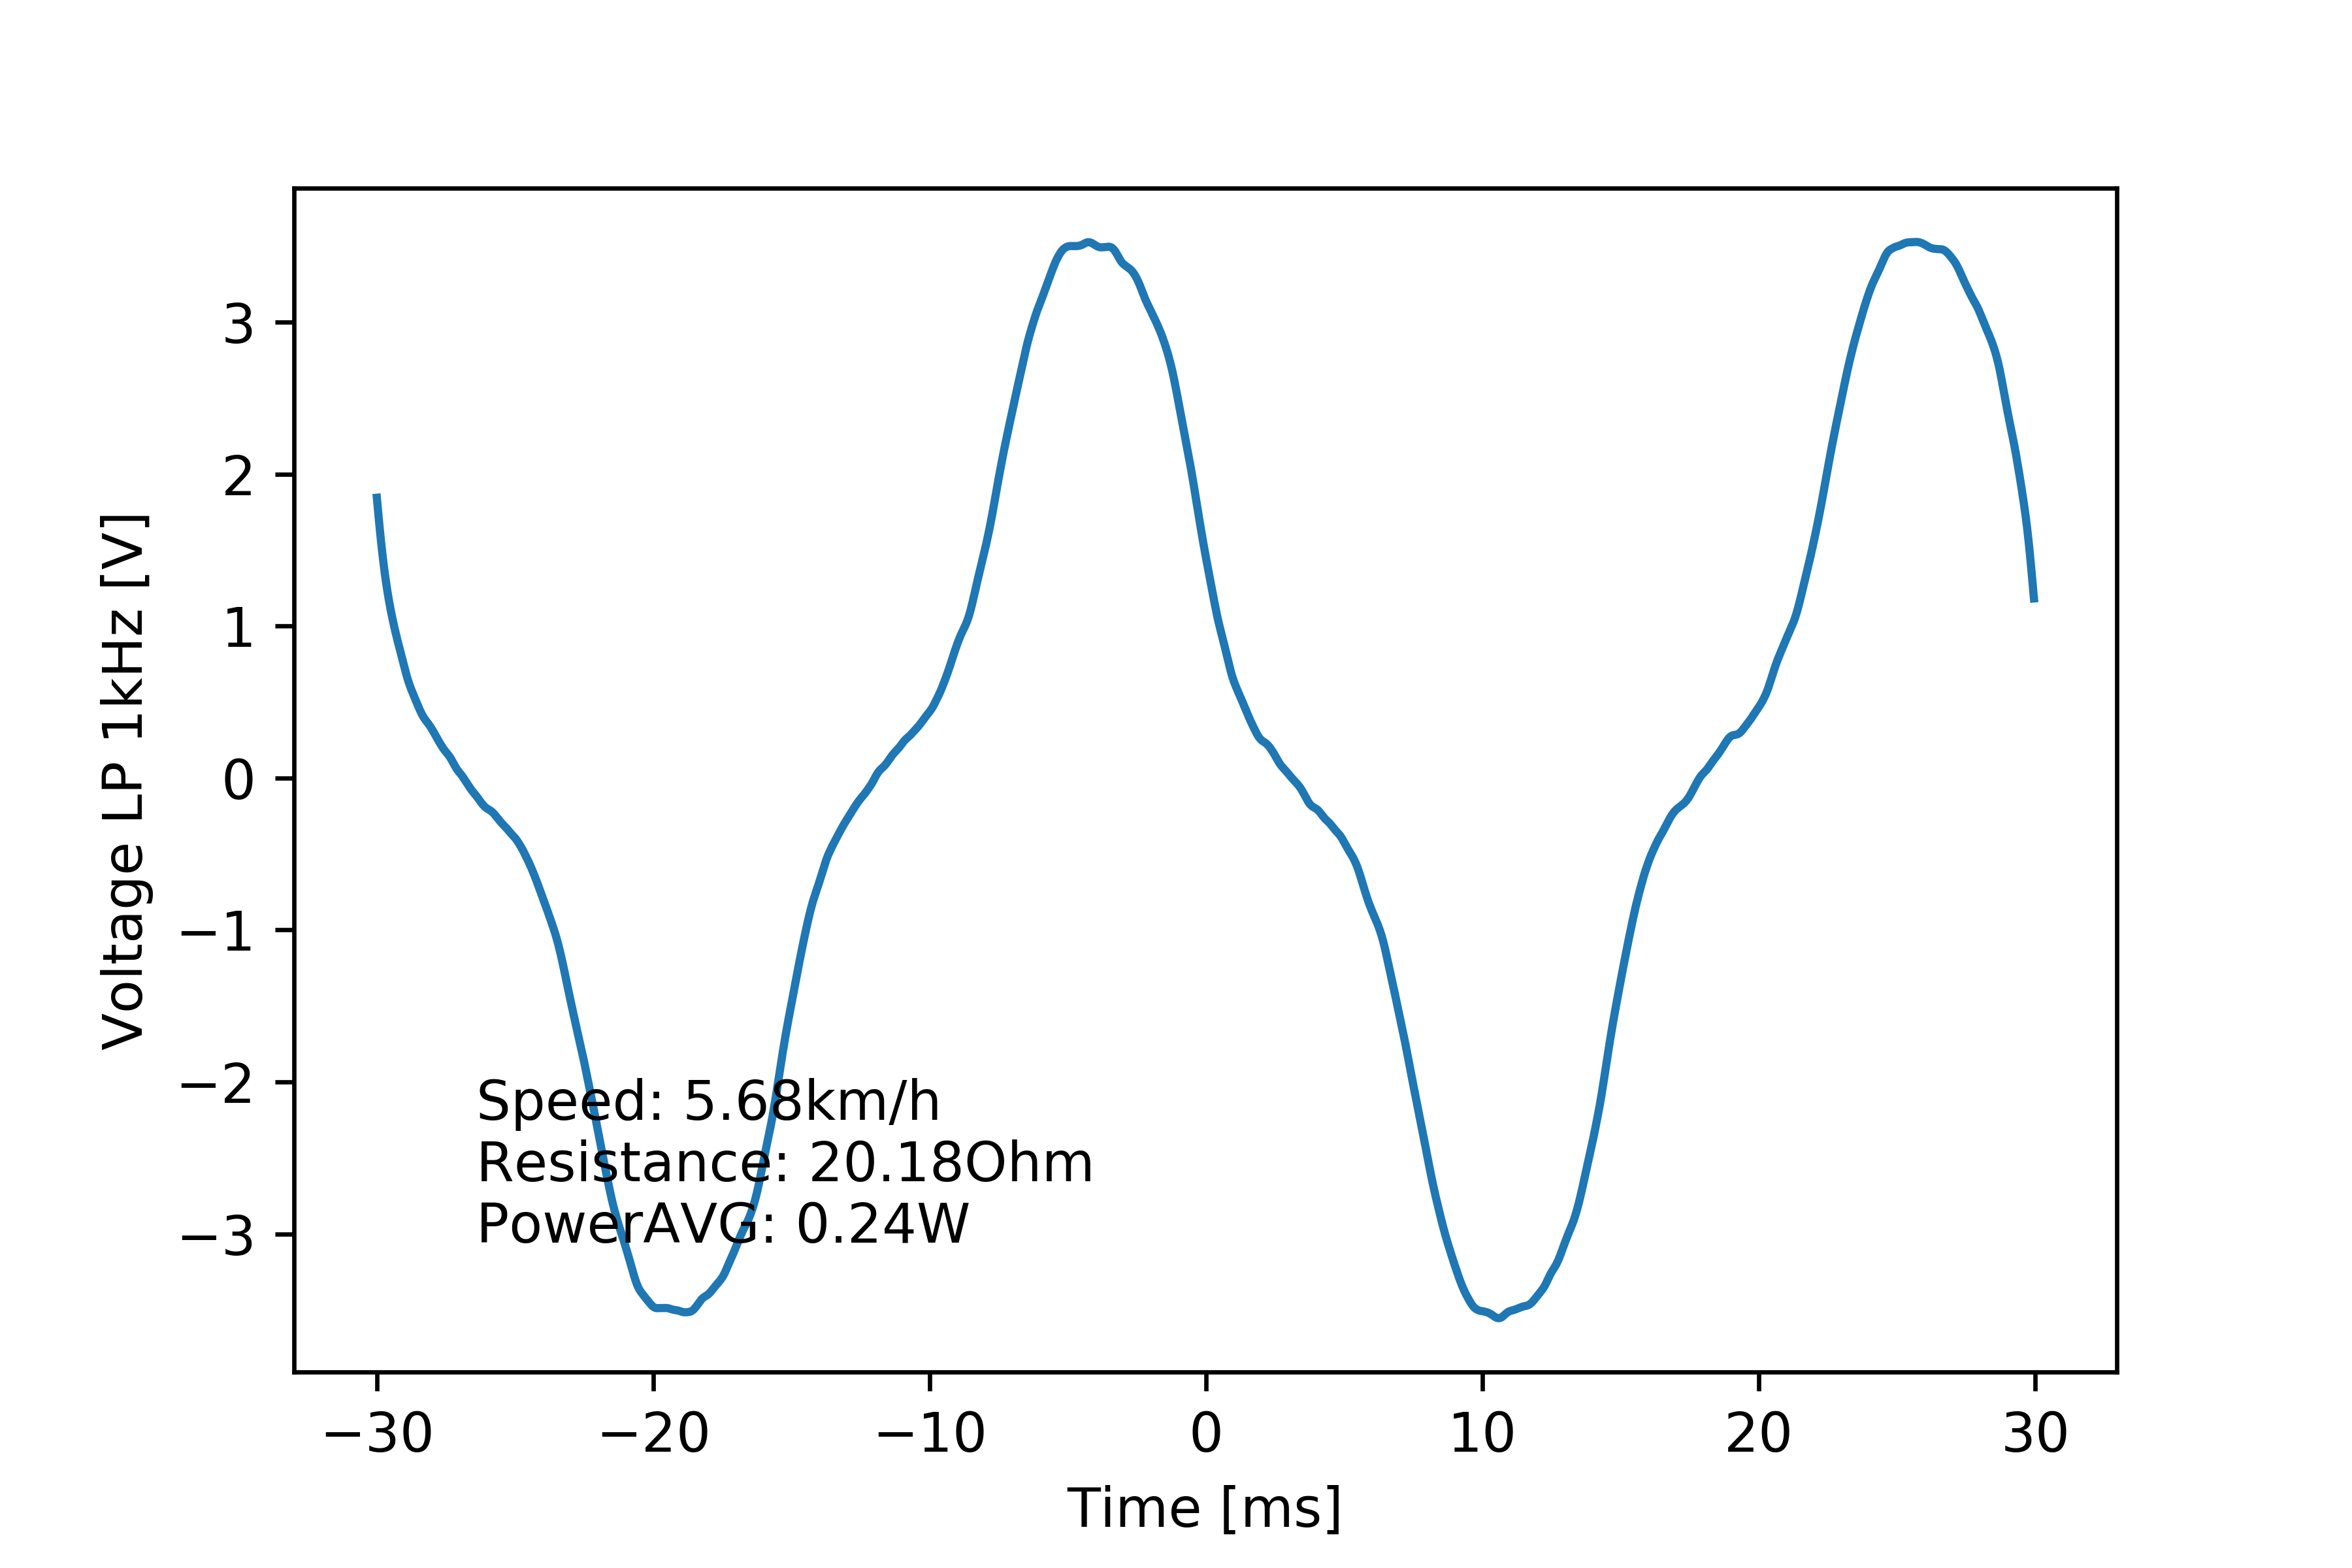 3
2
1
0
−1
−2
−3
Voltage LP 1kHz [V]
Speed: 5.68km/h
Resistance: 20.18Ohm
PowerAVG: 0.24W
−30 −20 −10 0 10 20 30
Time [ms]